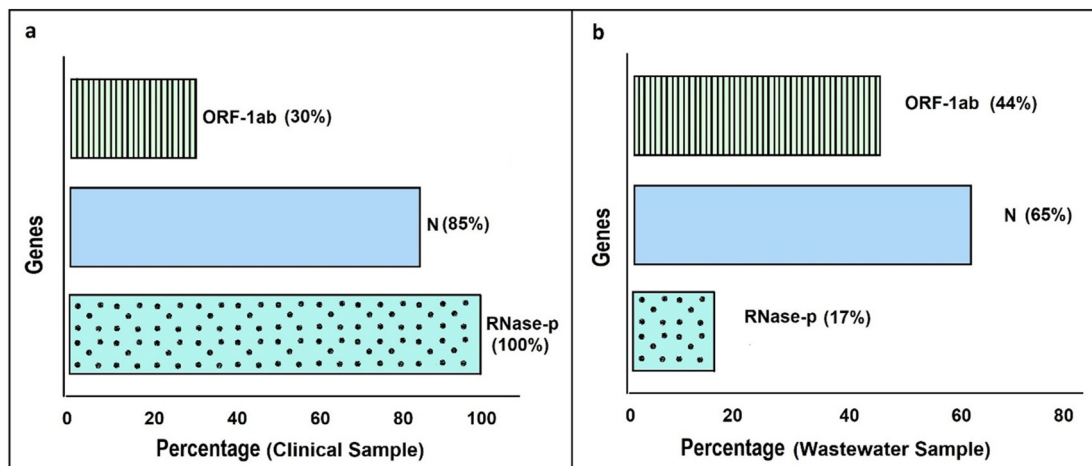 a
ORF-1ab (30%)
N (85%)
RNase-p
(100%)
Genes
0 20 40 60 80 100
Percentage (Clinical Sample)
b
ORF-1ab (44%)
N (65%)
RNase-p (17%)
Genes
0 20 40 60 80
Percentage (Wastewater Sample)